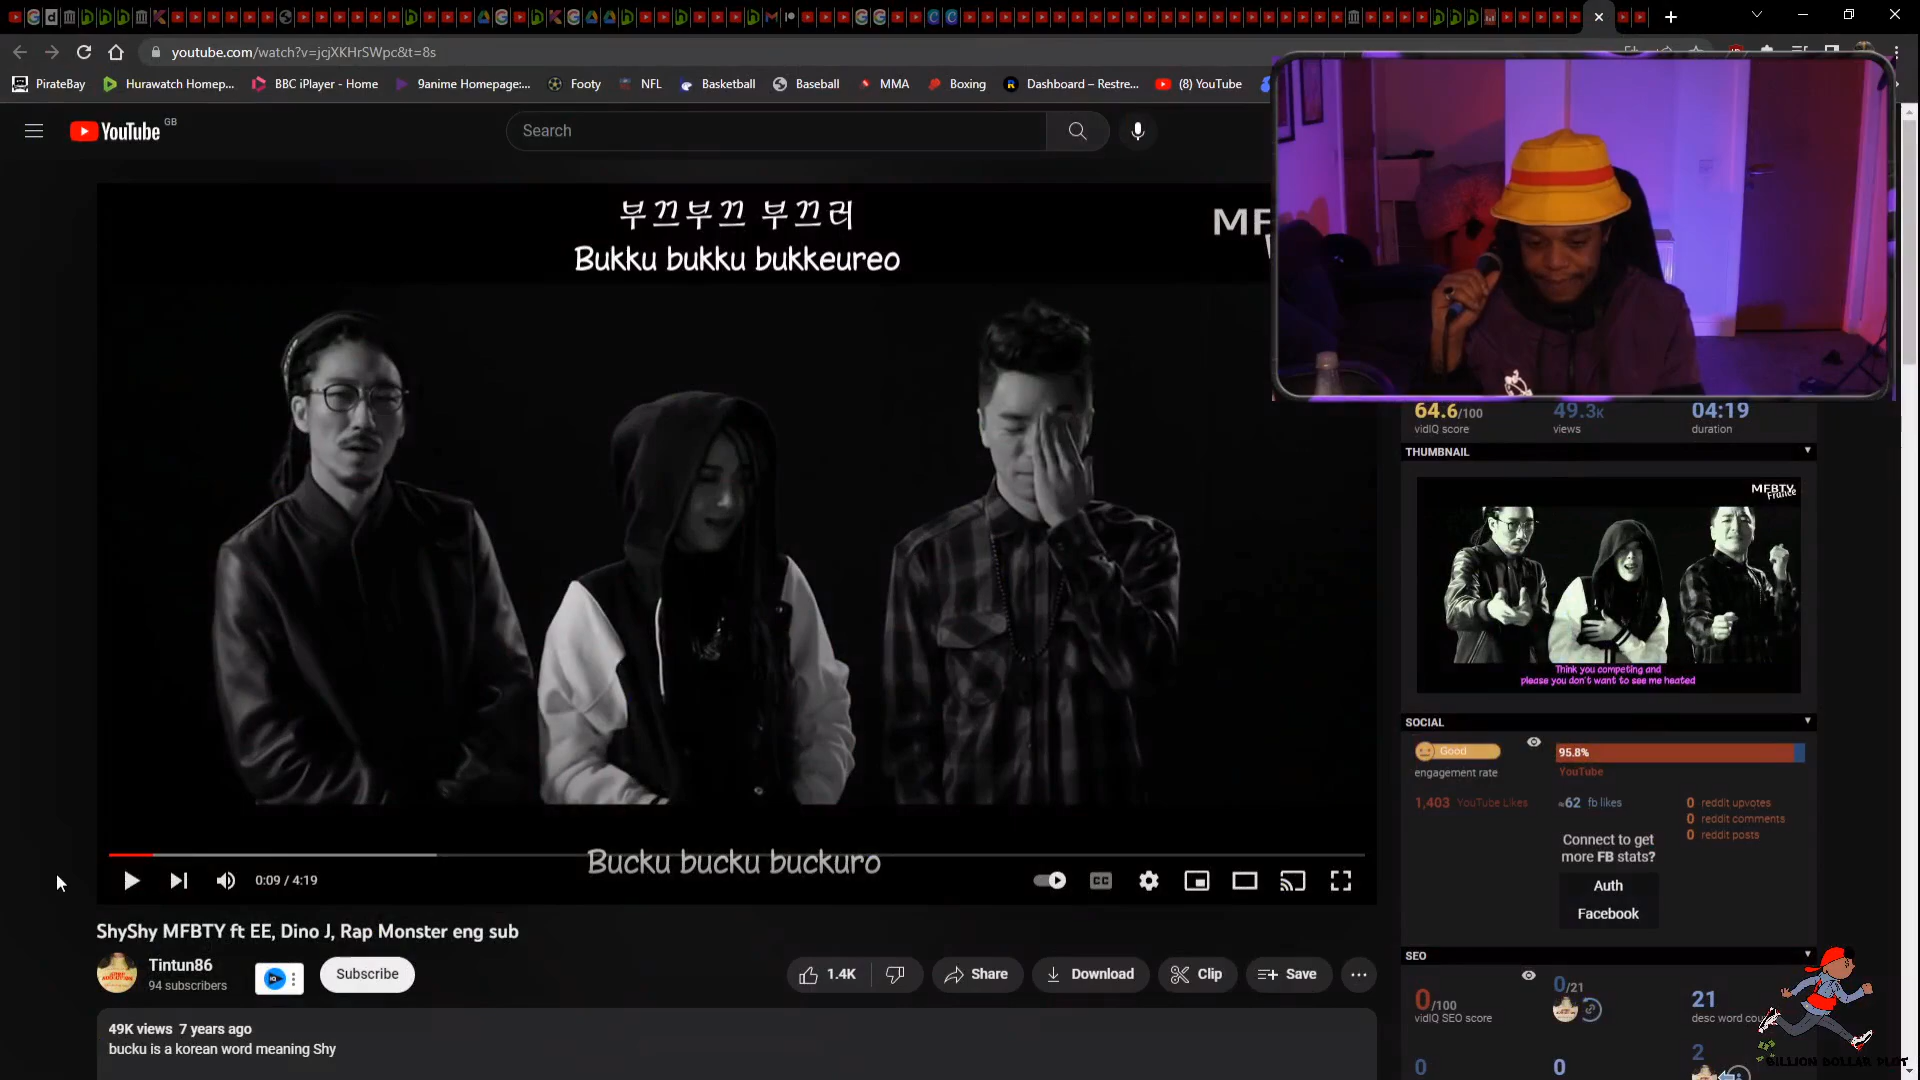 youtube.com/watch?v=jcjXKHrSWpc&t=8s
PirateBay
Hurawatch Homep...
BBC iPlayer - Home
9anime Homepage:...
Footy
NFL
Basketball
Baseball
MMA
Boxing
Dashboard – Restre...
(8) YouTube
YouTube GB
Search
부끄부끄 부끄러
Bukku bukku bukkeureo
Bucku bucku buckuro
0:09 / 4:19
CC
ShyShy MFBTY ft EE, Dino J, Rap Monster eng sub
Tintun86
94 subscribers
Subscribe
1.4K
Share
Download
Clip
Save
49K views 7 years ago
bucku is a korean word meaning Shy
64.6/100
vidIQ score
49.3K
views
04:19
duration
THUMBNAIL
MFBTY
France
Think you competing and
please you don't want to see me heated
SOCIAL
Good
engagement rate
95.8%
YouTube
1,403 YouTube Likes
≈62 fb likes
0 reddit upvotes
0 reddit comments
0 reddit posts
Connect to get
more FB stats?
Auth
Facebook
SEO
0/100
vidIQ SEO score
0/21
21
0
0
2
BILLION DOLLAR PLOT